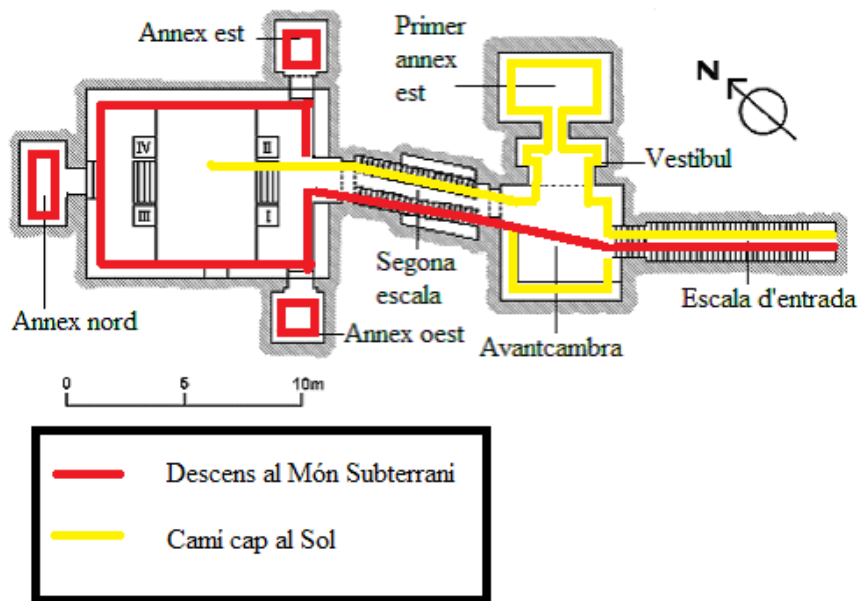 Annex est
Primer
annex
est
N
Vestíbul
IV
II
III
I
Segona
escala
Escala d'entrada
Annex nord
Annex oest
Avantcambra
0
5
10m
Descens al Món Subterrani
Camí cap al Sol